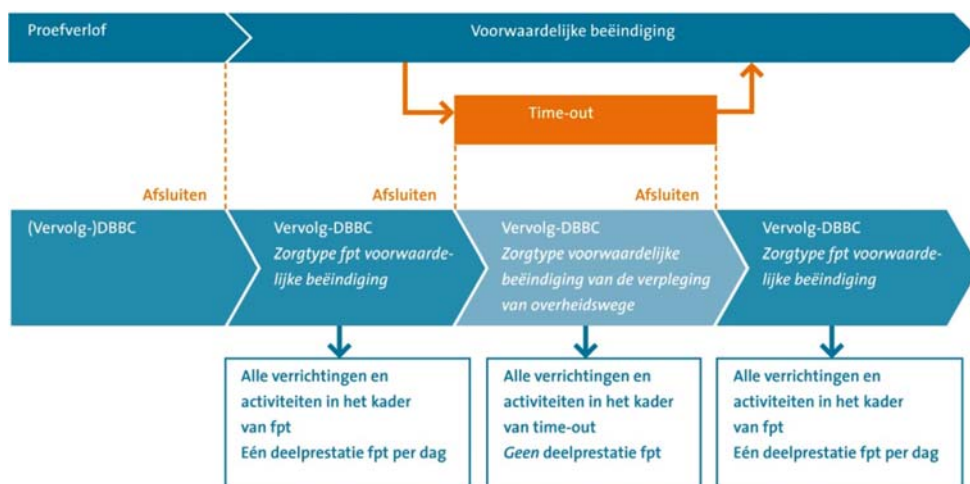 Proefverlof
Voorwaardelijke beëindiging
Time-out
Afsluiten
Afsluiten
Afsluiten
(Vervolg-)DBBC
Vervolg-DBBC
Zorgtype fpt voorwaarde-
lijke beëindiging
Vervolg-DBBC
Zorgtype voorwaardelijke
beëindiging van de verpleging
van overheidswege
Vervolg-DBBC
Zorgtype fpt voorwaarde-
lijke beëindiging
Alle verrichtingen en
activiteiten in het kader
van fpt
Eén deelprestatie fpt per dag
Alle verrichtingen en
activiteiten in het kader
van time-out
Geen deelprestatie fpt
Alle verrichtingen en
activiteiten in het kader
van fpt
Eén deelprestatie fpt per dag